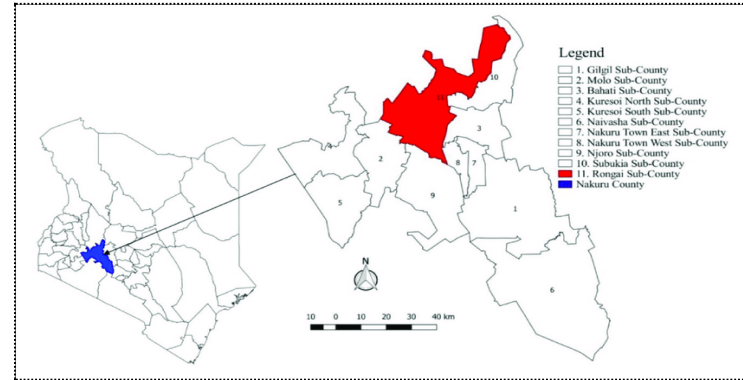 Legend
1. Gilgil Sub-County
2. Molo Sub-County
3. Bahati Sub-County
4. Kuresoi North Sub-County
5. Kuresoi South Sub-County
6. Naivasha Sub-County
7. Nakuru Town East Sub-County
8. Nakuru Town West Sub-County
9. Njoro Sub-County
10. Subukia Sub-County
11. Rongai Sub-County
Nakuru County
10
11
3
4
2
8 7
9
5
1
6
N
10 0 10 20 30 40 km